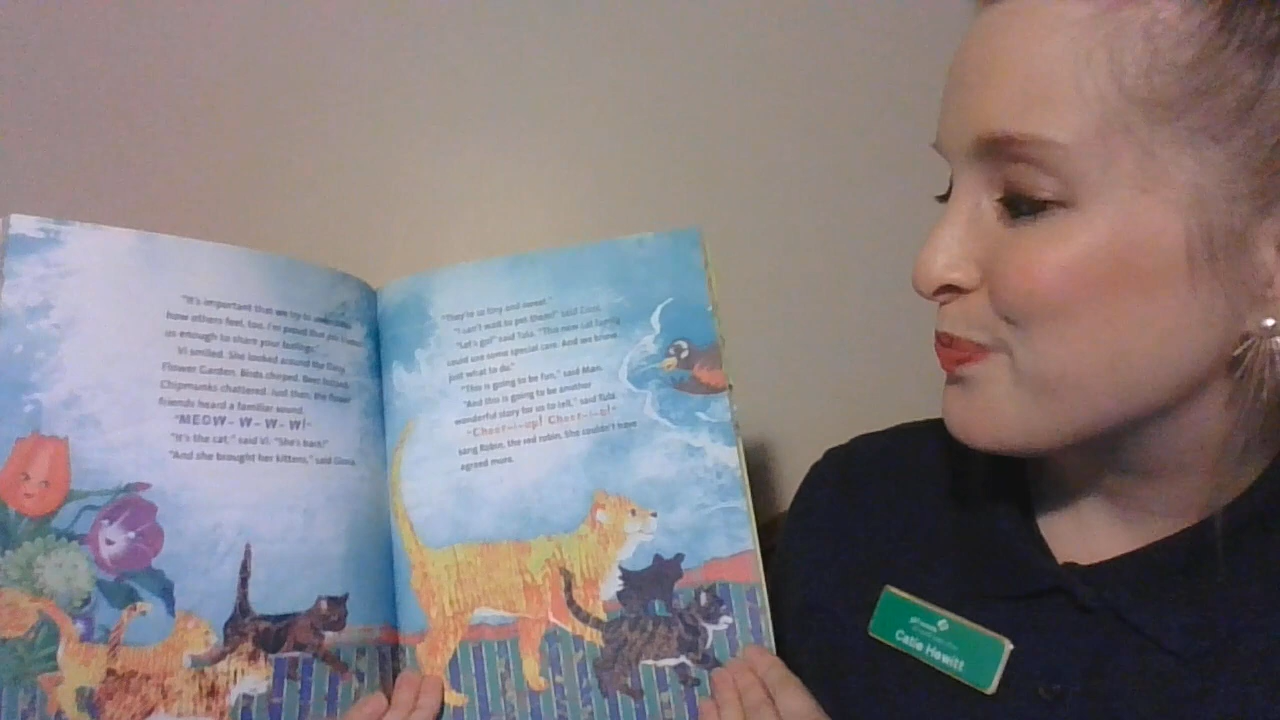 "It's important that we try to understand
how others feel, too. I'm proud that you
us enough to share your feelings."
Vi smiled. She looked around the Daisy
Flower Garden. Birds chirped. Bees buzzed.
Chipmunks chattered. Just then, the flower
friends heard a familiar sound.
"MEOW-W-W-W!"
"It's the cat," said Vi. "She's back!"
"And she brought her kittens," said Gloria.
"They're so tiny and sweet."
"I can't wait to pet them!" said
"Let's go!" said Tula. "This new cat family
could use some special care. And we know
just what to do."
"This is going to be fun," said Mari.
"And this is going to be another
wonderful story for us to tell," said Tula.
"Cheer-i-up! Cheer-i-up!"
sang Robin, the red robin. She couldn't have
agreed more.
girl scouts
Catie Hewitt